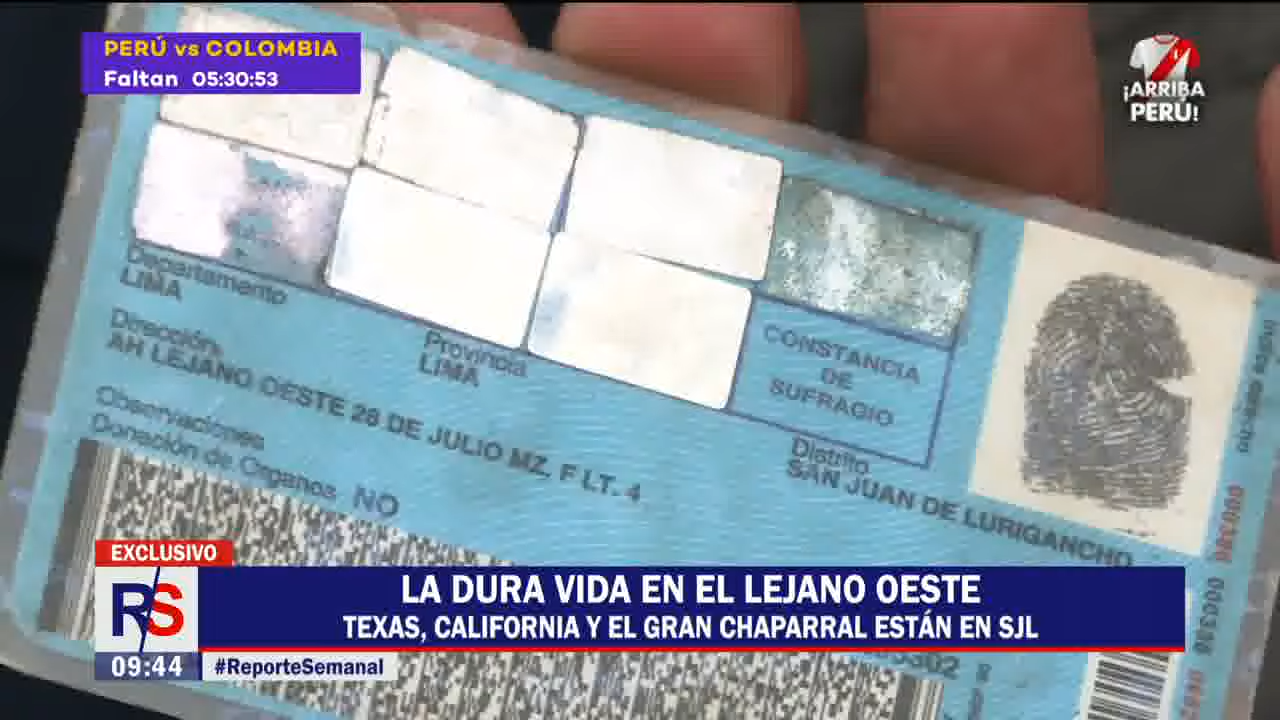 PERÚ vs COLOMBIA
Faltan 05:30:53
¡ARRIBA
PERÚ!
Departamento
LIMA
Provincia
LIMA
CONSTANCIA
DE
SUFRAGIO
Distrito
SAN JUAN DE LURIGANCHO
Dirección
AH LEJANO OESTE 28 DE JULIO MZ. F LT. 4
Observaciones
Donación de Organos NO
EXCLUSIVO
RS
LA DURA VIDA EN EL LEJANO OESTE
TEXAS, CALIFORNIA Y EL GRAN CHAPARRAL ESTÁN EN SJL
09:44 #ReporteSemanal